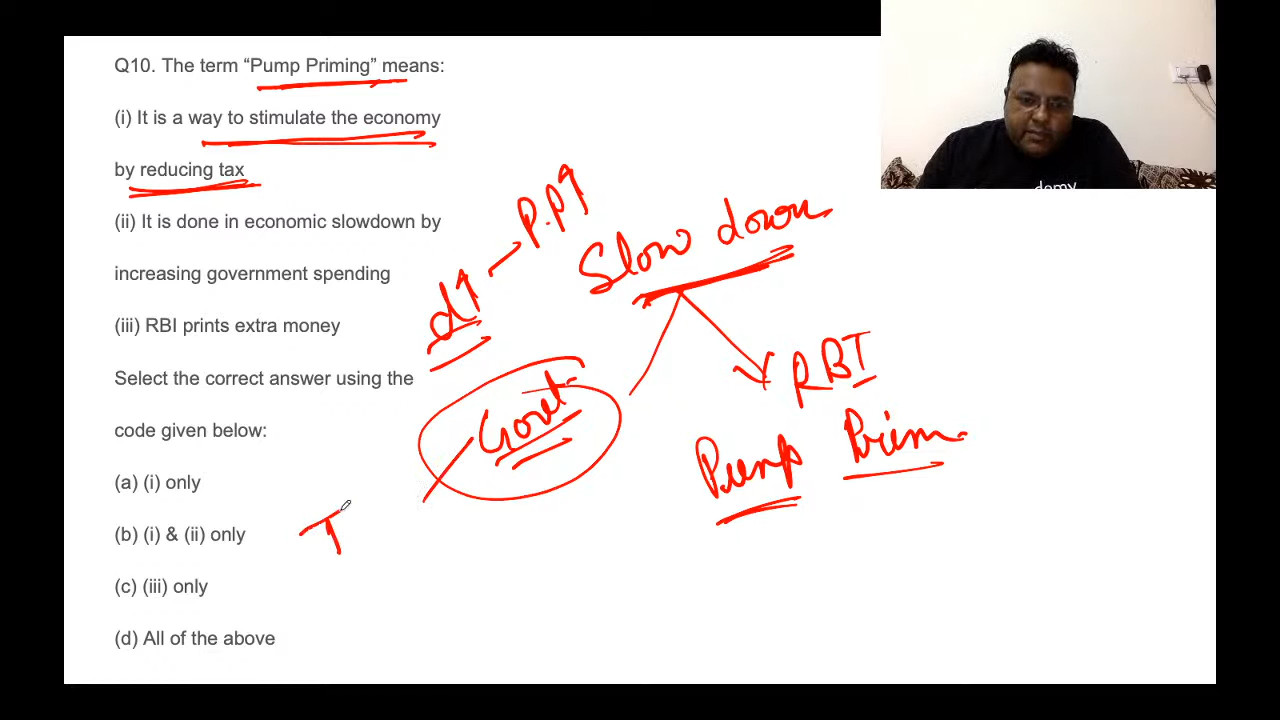 Q10. The term “Pump Priming” means:
(i) It is a way to stimulate the economy
by reducing tax
(ii) It is done in economic slowdown by
increasing government spending
(iii) RBI prints extra money
Select the correct answer using the
code given below:
(a) (i) only
(b) (i) & (ii) only
(c) (iii) only
(d) All of the above
P.P↑
Slow down
d↑
Govt.
RBI
Pump Prim.
T
demy